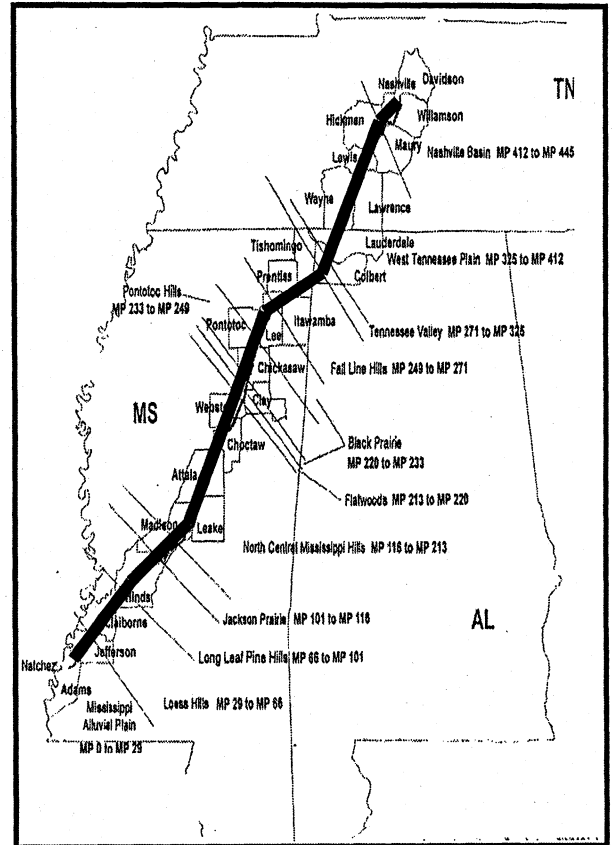 Davidson
Nashville
TN
Williamson
Hickman
Maury
Nashville Basin MP 412 to MP 445
Lewis
Wayne
Lawrence
Lauderdale
Tishomingo
West Tennessee Plain MP 325 to MP 412
Colbert
Prentiss
Pontotoc Hills
MP 233 to MP 249
Itawamba
Pontotoc
Tennessee Valley MP 271 to MP 325
Lee
Chickasaw
Fall Line Hills MP 249 to MP 271
MS
Webster
Clay
Choctaw
Black Prairie
MP 220 to MP 233
Attala
Flatwoods MP 213 to MP 220
Madison
Leake
North Central Mississippi Hills MP 116 to MP 213
Hinds
Jackson Prairie MP 101 to MP 116
AL
Claiborne
Jefferson
Long Leaf Pine Hills MP 66 to MP 101
Natchez
Adams
Loess Hills MP 29 to MP 66
Mississippi
Alluvial Plain
MP 0 to MP 29